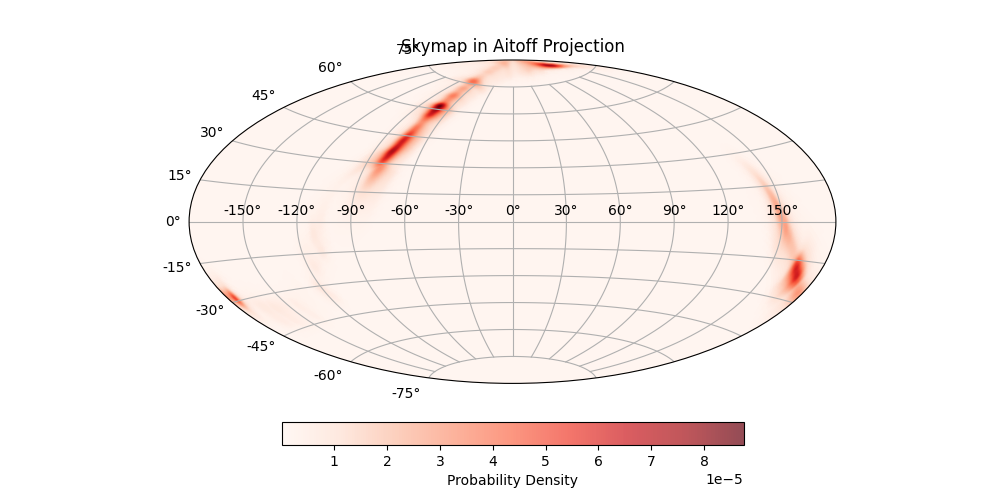 Skymap in Aitoff Projection
75°
60°
45°
30°
15°
-150° -120° -90° -60° -30° 0° 30° 60° 90° 120° 150°
0°
-15°
-30°
-45°
-60°
-75°
1 2 3 4 5 6 7 8
1e−5
Probability Density